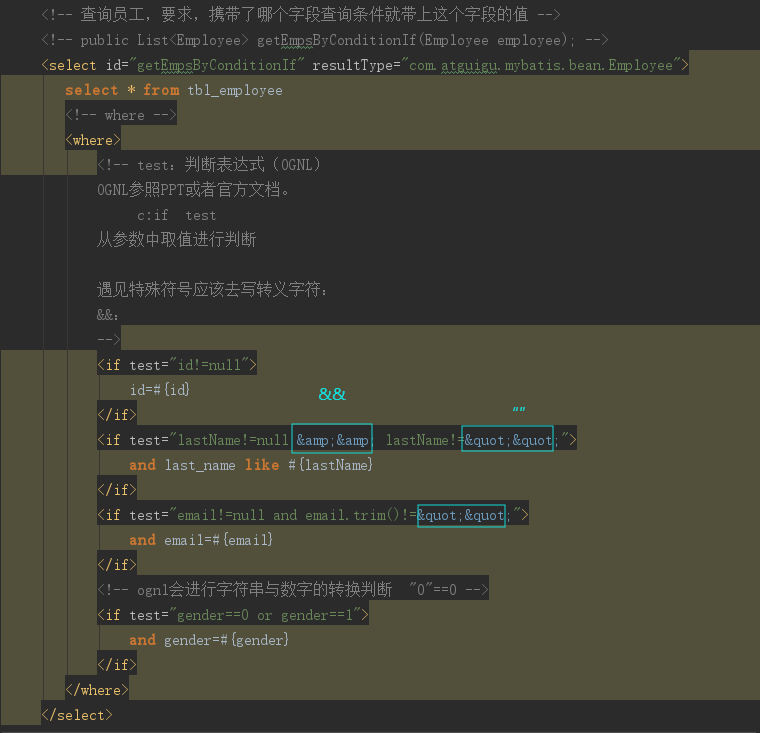 <!-- 查询员工，要求，携带了哪个字段查询条件就带上这个字段的值 -->
<!-- public List<Employee> getEmpsByConditionIf(Employee employee); -->
<select id="getEmpsByConditionIf" resultType="com.atguigu.mybatis.bean.Employee">
select * from tbl_employee
<!-- where -->
<where>
<!-- test：判断表达式（OGNL）
OGNL参照PPT或者官方文档。
c:if test
从参数中取值进行判断
遇见特殊符号应该去写转义字符：
&&：
-->
<if test="id!=null">
id=#{id}
&&
</if>
""
<if test="lastName!=null &amp;&amp; lastName!=&quot;&quot;">
and last_name like #{lastName}
</if>
<if test="email!=null and email.trim()!=&quot;&quot;">
and email=#{email}
</if>
<!-- ognl会进行字符串与数字的转换判断 "0"==0 -->
<if test="gender==0 or gender==1">
and gender=#{gender}
</if>
</where>
</select>